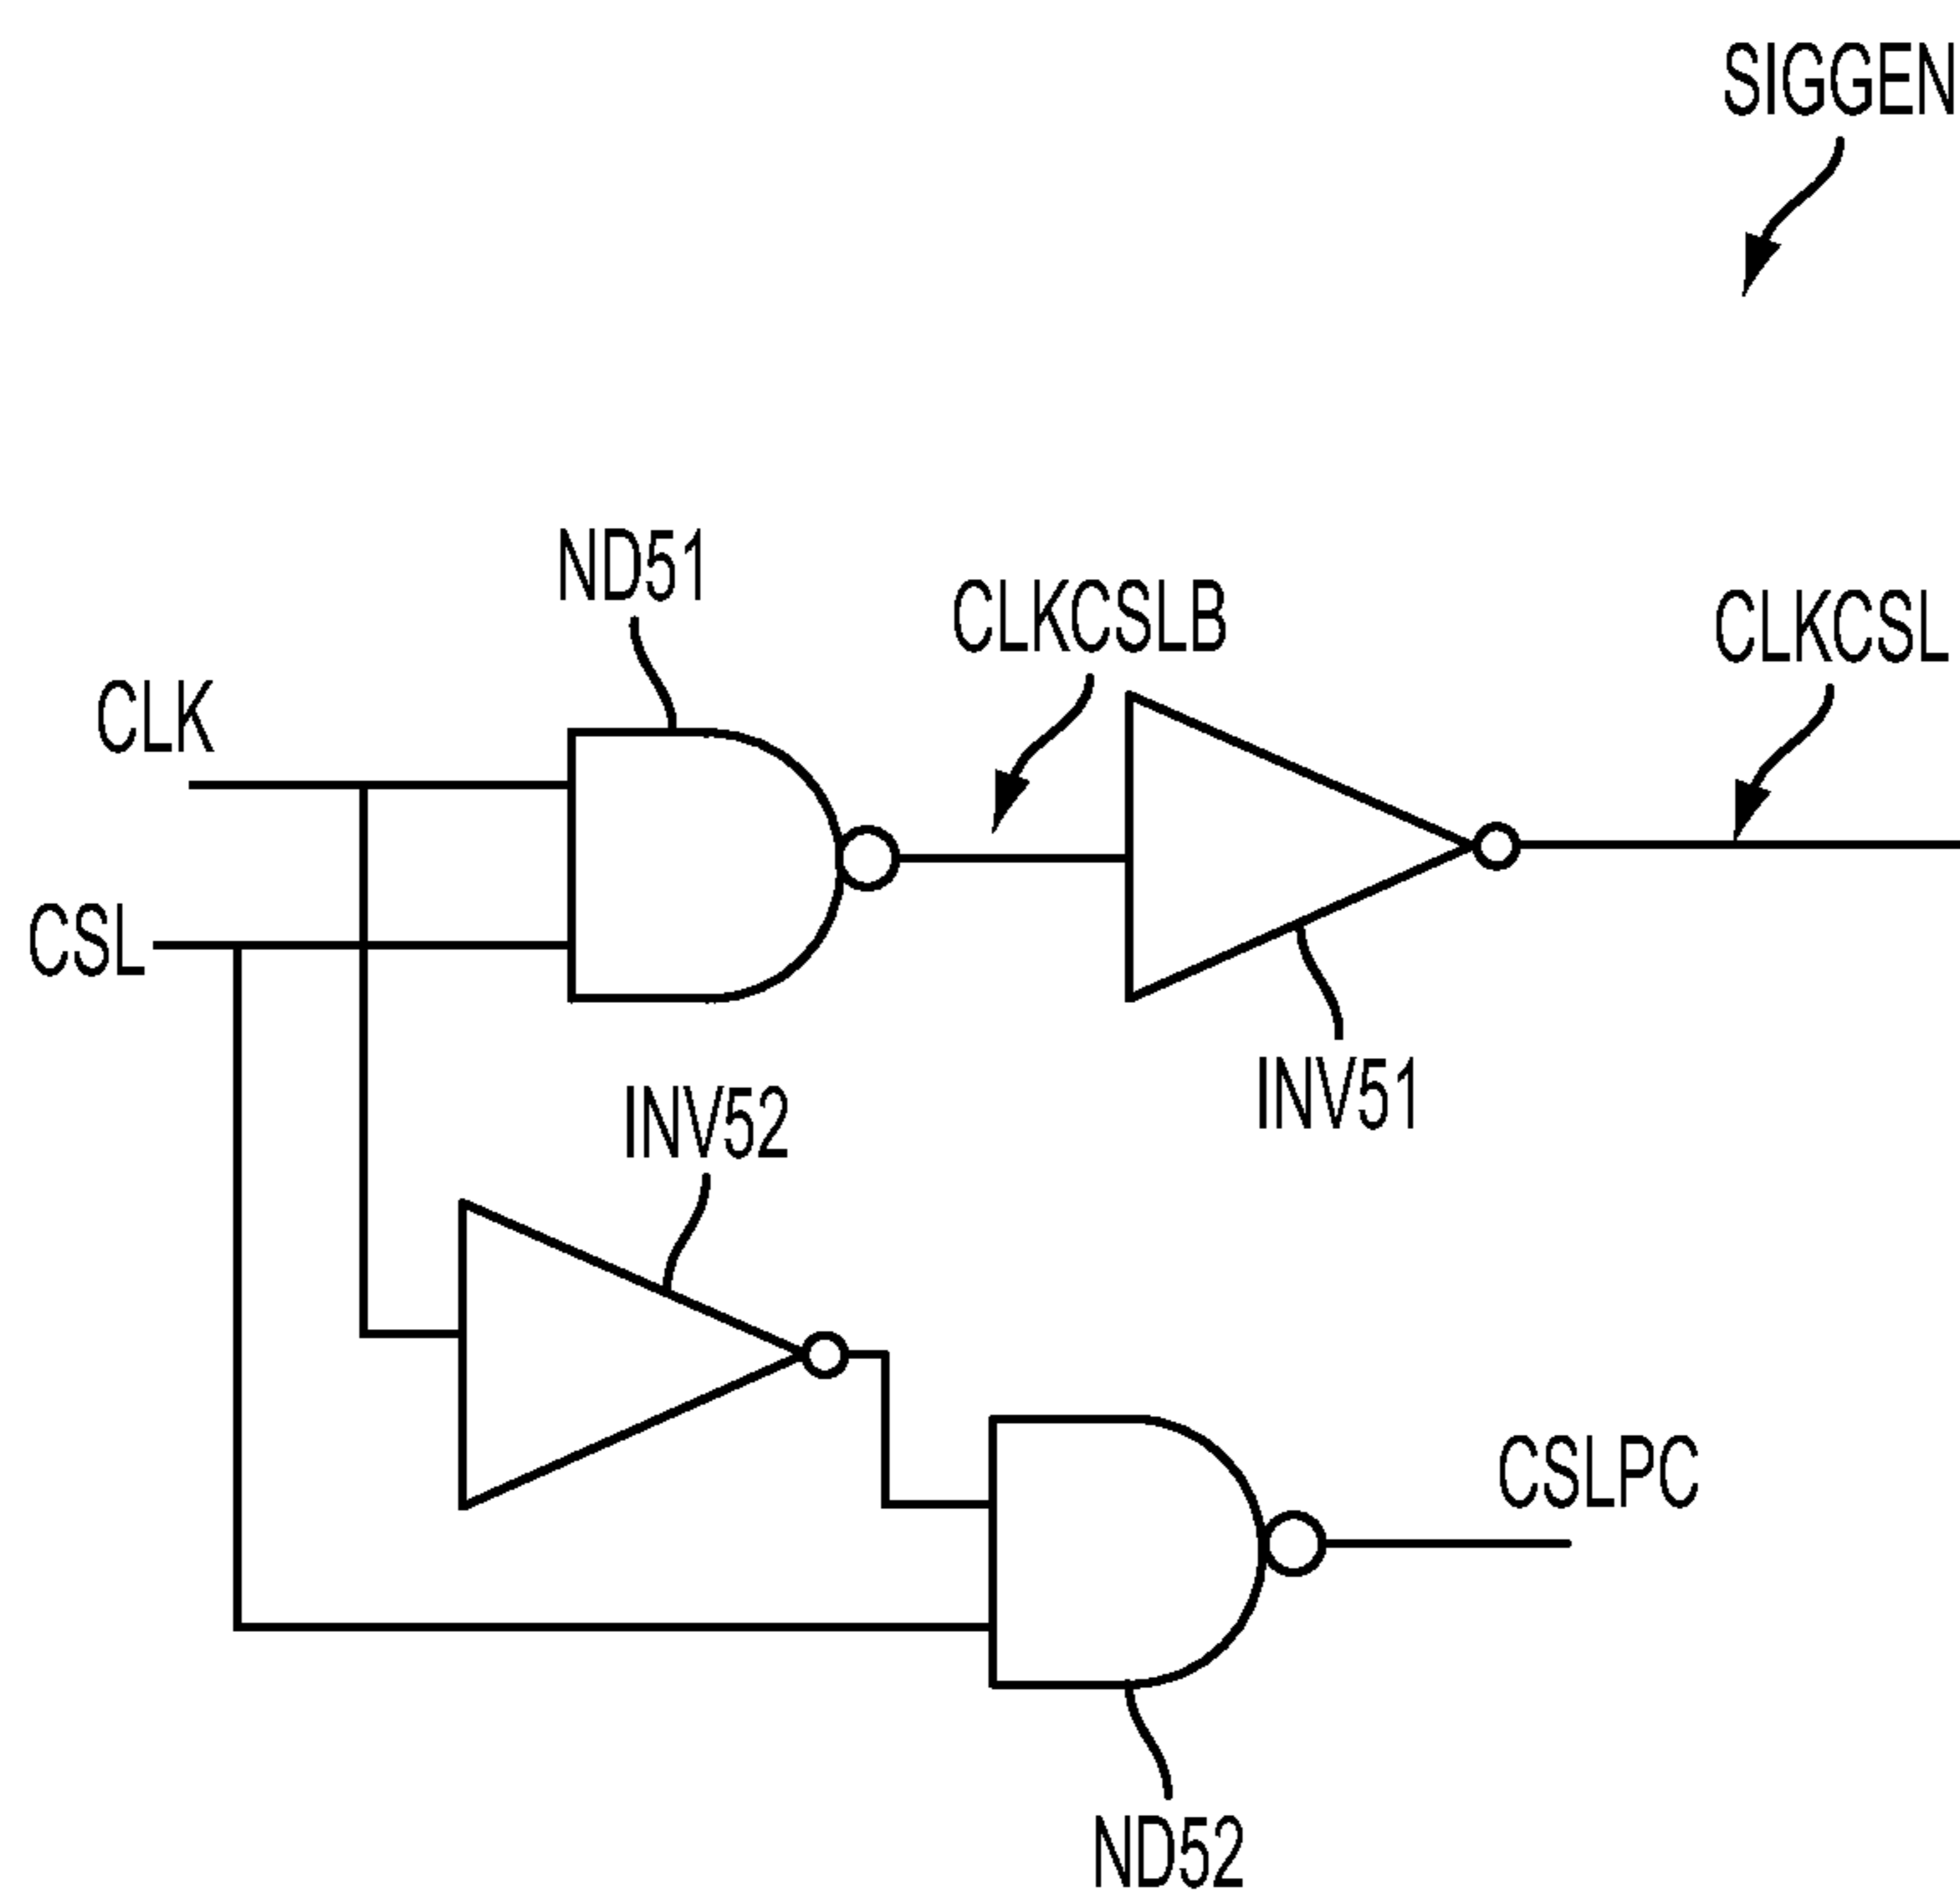 SIGGEN
ND51
CLKCSLB
CLKCSL
CLK
CSL
INV51
INV52
CSLPC
ND52